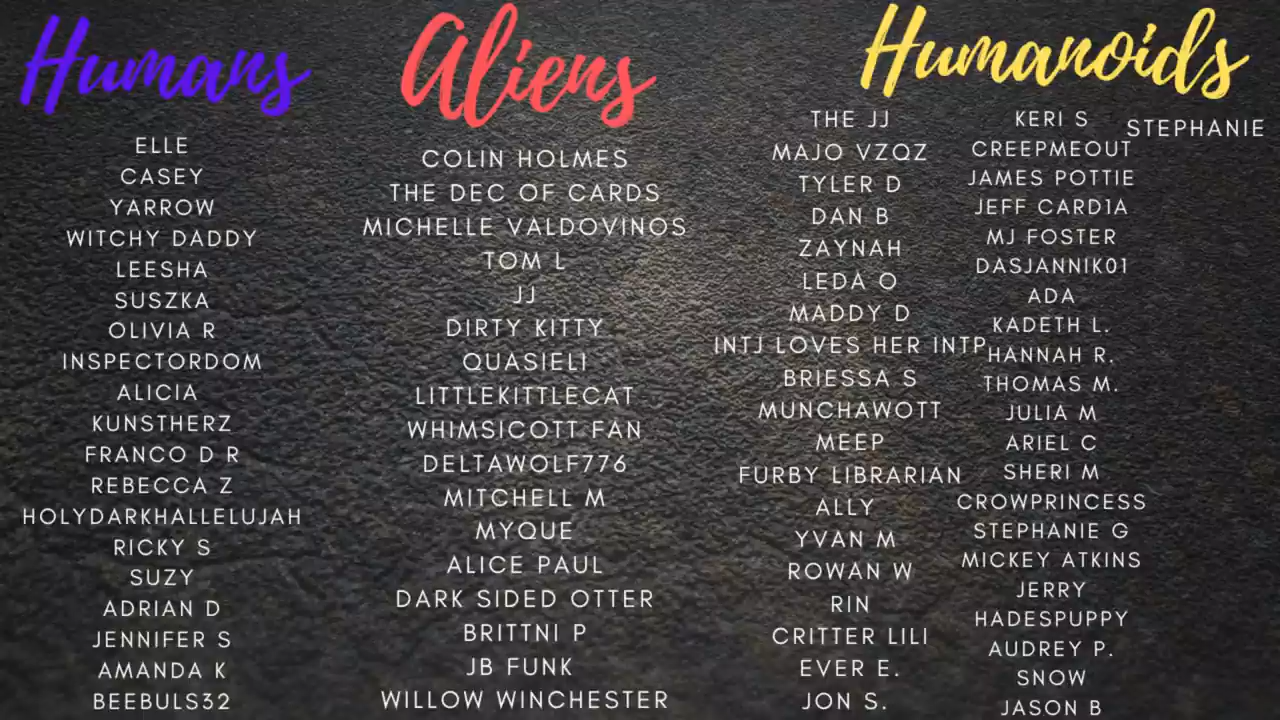 Humans
ELLE
CASEY
YARROW
WITCHY DADDY
LEESHA
SUSZKA
OLIVIA R
INSPECTORDOM
ALICIA
KUNSTHERZ
FRANCO D R
REBECCA Z
HOLYDARKHALLELUJAH
RICKY S
SUZY
ADRIAN D
JENNIFER S
AMANDA K
BEEBULS32
Aliens
COLIN HOLMES
THE DEC OF CARDS
MICHELLE VALDOVINOS
TOM L
JJ
DIRTY KITTY
QUASIELI
LITTLEKITTLECAT
WHIMSICOTT FAN
DELTAWOLF776
MITCHELL M
MYQUE
ALICE PAUL
DARK SIDED OTTER
BRITTNI P
JB FUNK
WILLOW WINCHESTER
Humanoids
THE JJ
MAJO VZQZ
TYLER D
DAN B
ZAYNAH
LEDA O
MADDY D
INTJ LOVES HER INTP
BRIESSA S
MUNCHAWOTT
MEEP
FURBY LIBRARIAN
ALLY
YVAN M
ROWAN W
RIN
CRITTER LILI
EVER E.
JON S.
KERI S
CREEPMEOUT
JAMES POTTIE
JEFF CARD1A
MJ FOSTER
DASJANNIK01
ADA
KADETH L.
HANNAH R.
THOMAS M.
JULIA M
ARIEL C
SHERI M
CROWPRINCESS
STEPHANIE G
MICKEY ATKINS
JERRY
HADESPUPPY
AUDREY P.
SNOW
JASON B
STEPHANIE